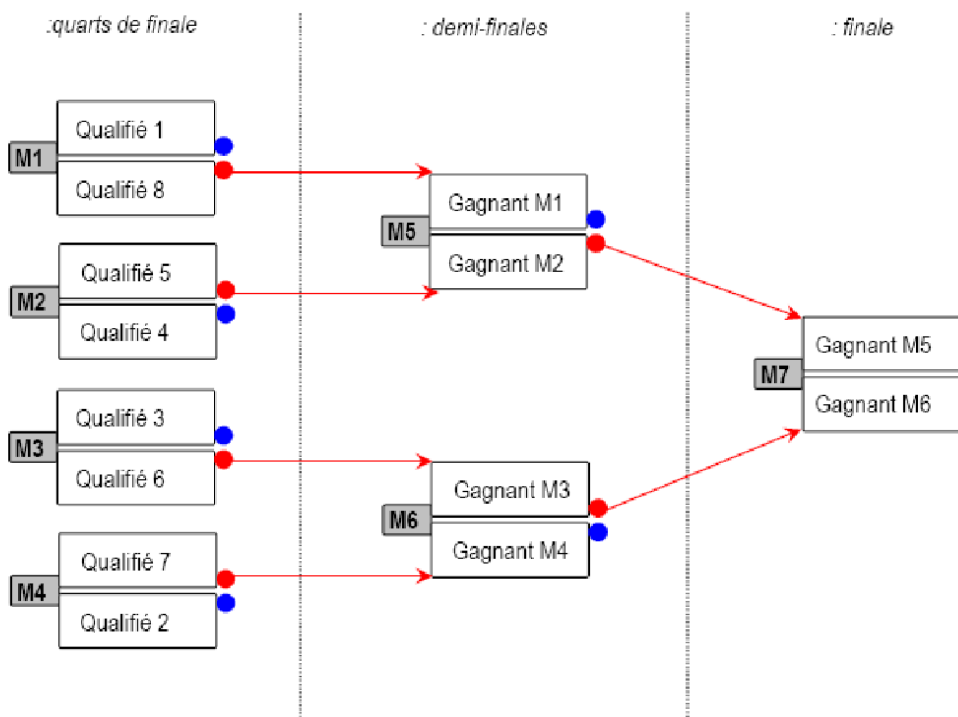 :quarts de finale
: demi-finales
: finale
M1
Qualifié 1
Qualifié 8
M2
Qualifié 5
Qualifié 4
M3
Qualifié 3
Qualifié 6
M4
Qualifié 7
Qualifié 2
M5
Gagnant M1
Gagnant M2
M6
Gagnant M3
Gagnant M4
M7
Gagnant M5
Gagnant M6